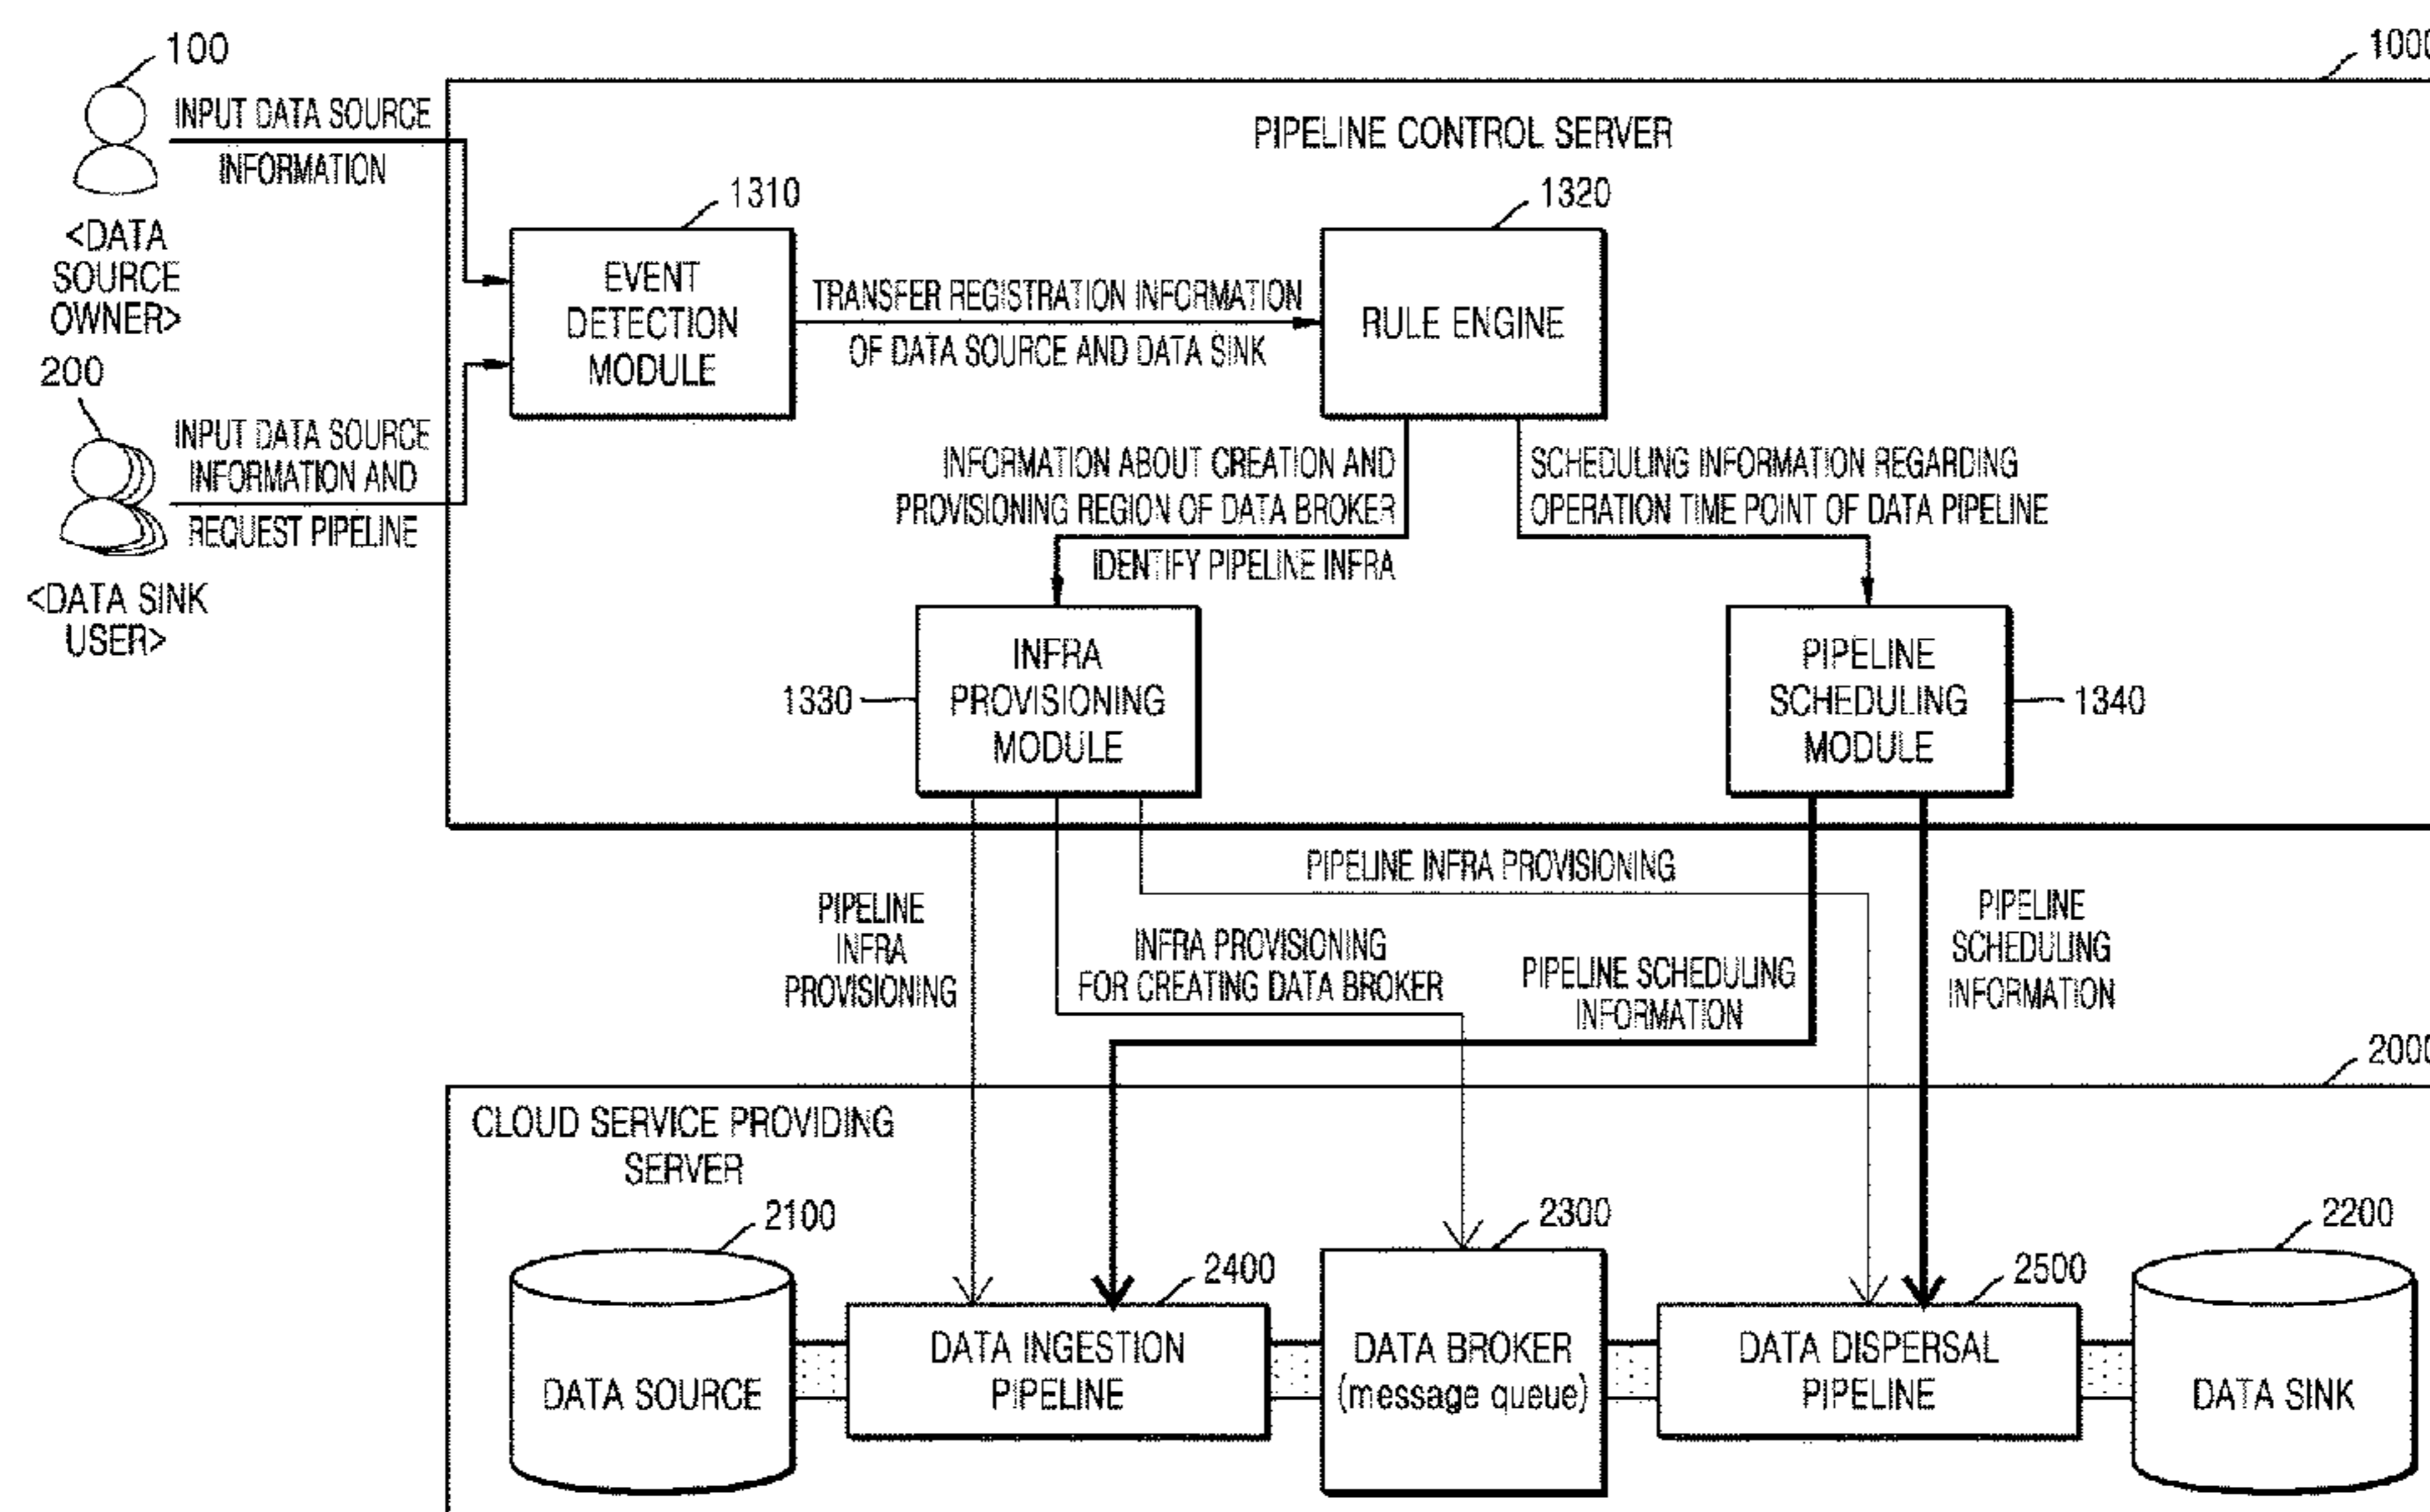 100
INPUT DATA SOURCE
INFORMATION
<DATA
SOURCE
OWNER>
200
INPUT DATA SOURCE
INFORMATION AND
REQUEST PIPELINE
<DATA SINK
USER>
1000
PIPELINE CONTROL SERVER
1310
EVENT
DETECTION
MODULE
TRANSFER REGISTRATION INFORMATION
OF DATA SOURCE AND DATA SINK
1320
RULE ENGINE
INFORMATION ABOUT CREATION AND
PROVISIONING REGION OF DATA BROKER
IDENTIFY PIPELINE INFRA
SCHEDULING INFORMATION REGARDING
OPERATION TIME POINT OF DATA PIPELINE
1330
INFRA
PROVISIONING
MODULE
PIPELINE
SCHEDULING
MODULE
1340
PIPELINE
INFRA
PROVISIONING
INFRA PROVISIONING
FOR CREATING DATA BROKER
PIPELINE INFRA PROVISIONING
PIPELINE SCHEDULING
INFORMATION
PIPELINE
SCHEDULING
INFORMATION
2000
CLOUD SERVICE PROVIDING
SERVER
2100
DATA SOURCE
2400
DATA INGESTION
PIPELINE
2300
DATA BROKER
(message queue)
2500
DATA DISPERSAL
PIPELINE
2200
DATA SINK